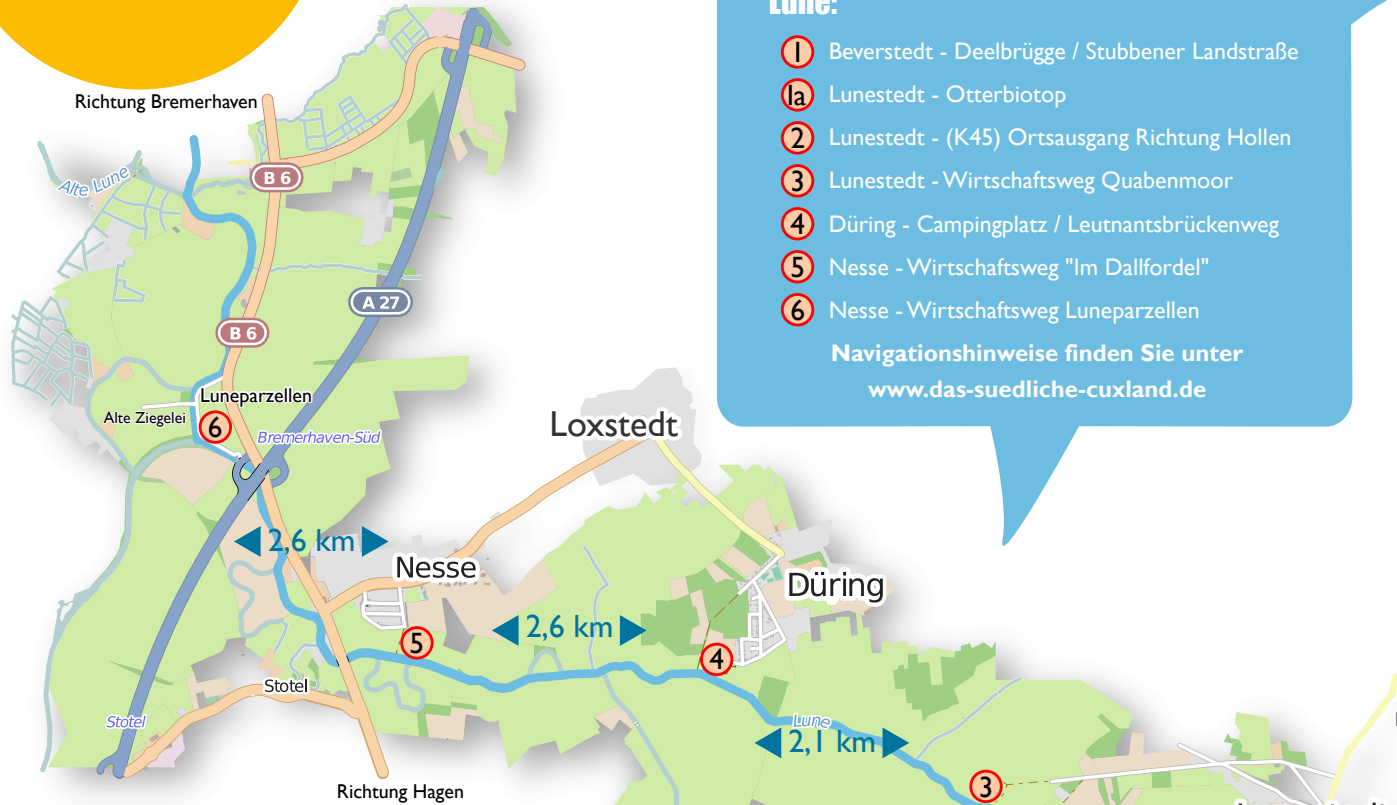 Lune:
1 Beverstedt - Deelbrügge / Stubbener Landstraße
1a Lunestedt - Otterbiotop
2 Lunestedt - (K45) Ortsausgang Richtung Hollen
3 Lunestedt - Wirtschaftsweg Quabenmoor
4 Düring - Campingplatz / Leutnantsbrückenweg
5 Nesse - Wirtschaftsweg "Im Dallfordel"
6 Nesse - Wirtschaftsweg Luneparzellen
Navigationshinweise finden Sie unter
www.das-suedliche-cuxland.de
Richtung Bremerhaven
Alte Lune
B 6
A 27
B 6
Luneparzellen
Alte Ziegelei
6
Bremerhaven-Süd
Loxstedt
2,6 km
Nesse
Düring
2,6 km
5
4
Stotel
Stotel
Lune
2,1 km
3
Richtung Hagen